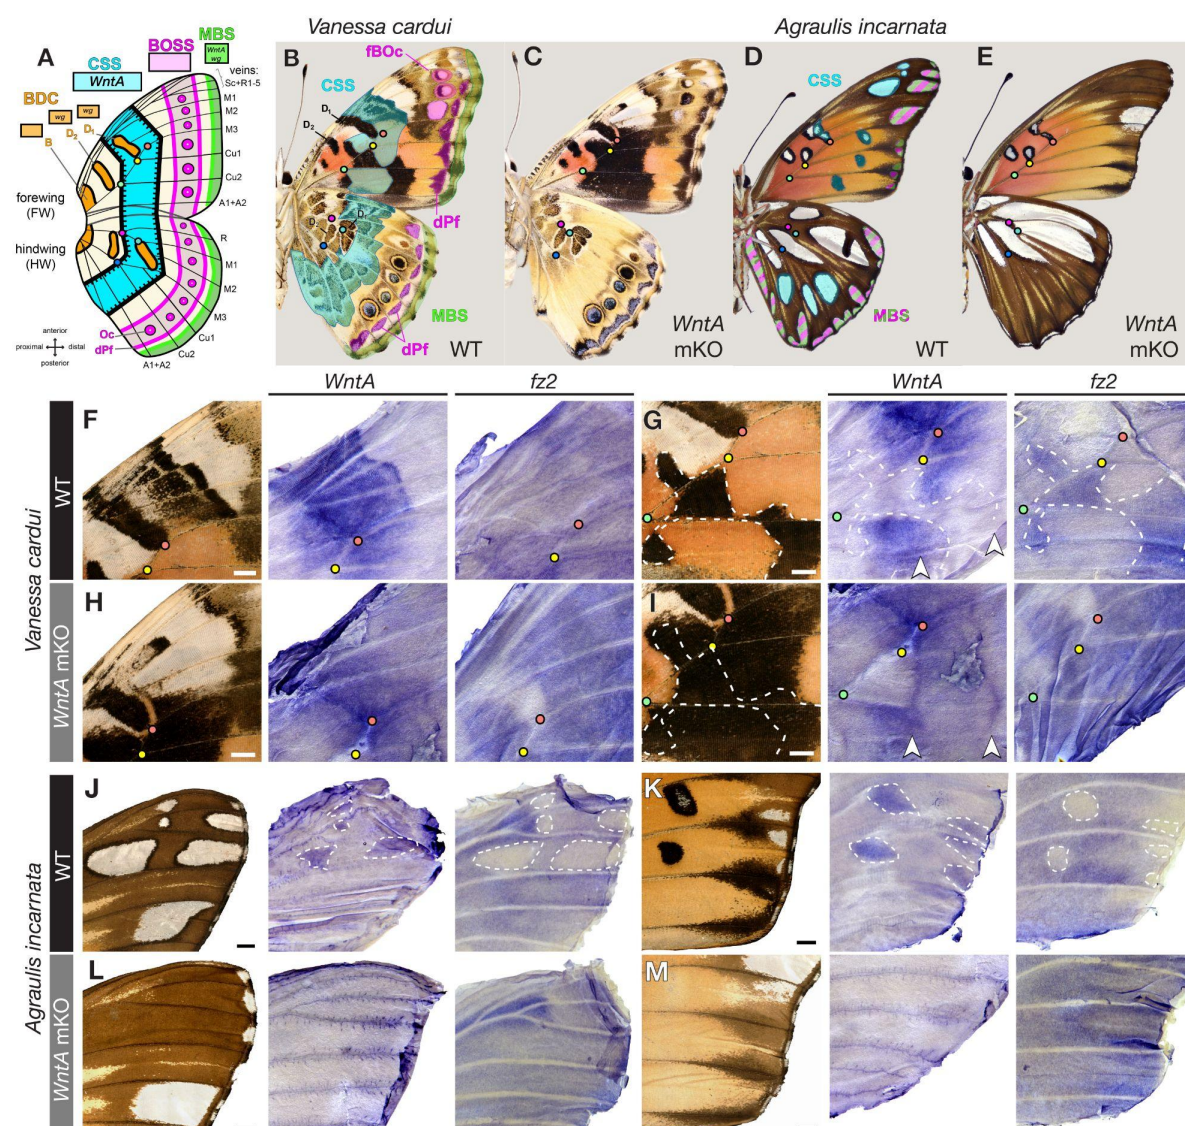 Vanessa cardui
Agraulis incarnata
A
BOSS
MBS
WntA
wg
CSS
WntA
veins:
Sc+R1-5
BDC
wg
wg
D1
D2
B
M1
M2
M3
Cu1
Cu2
A1+A2
forewing
(FW)
hindwing
(HW)
R
M1
M2
M3
Cu1
Cu2
A1+A2
Oc
dPf
anterior
proximal
distal
posterior
B
fBOc
CSS
D1
D2
D
D
dPf
MBS
dPf
WT
C
WntA
mKO
D
CSS
MBS
WT
E
WntA
mKO
WntA
fz2
WntA
fz2
Vanessa cardui
WT
F
G
WntA mKO
H
I
Agraulis incarnata
WT
J
K
WntA mKO
L
M